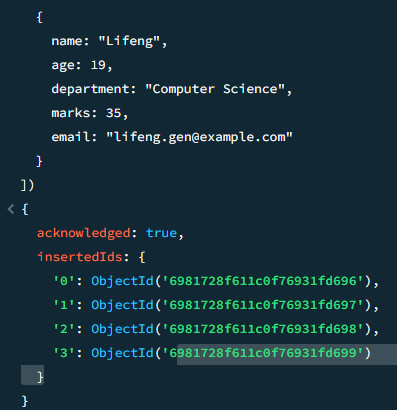 {
name: "Lifeng",
age: 19,
department: "Computer Science",
marks: 35,
email: "lifeng.gen@example.com"
}
])
< {
acknowledged: true,
insertedIds: {
'0': ObjectId('6981728f611c0f76931fd696'),
'1': ObjectId('6981728f611c0f76931fd697'),
'2': ObjectId('6981728f611c0f76931fd698'),
'3': ObjectId('6981728f611c0f76931fd699')
}
}